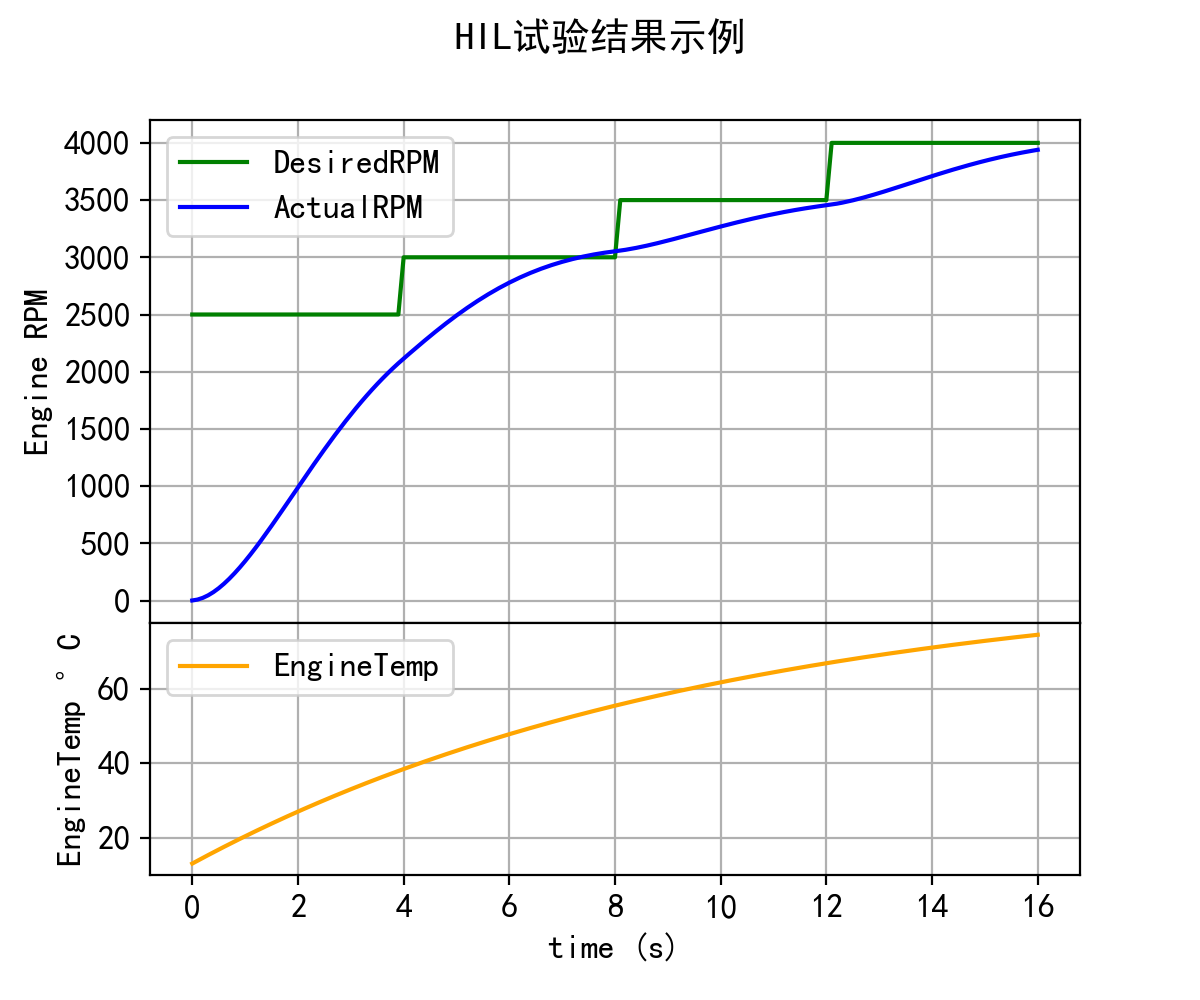 HIL试验结果示例
DesiredRPM
ActualRPM
4000
3500
3000
2500
2000
1500
1000
500
0
Engine RPM
EngineTemp
60
40
20
EngineTemp ° C
0 2 4 6 8 10 12 14 16
time (s)